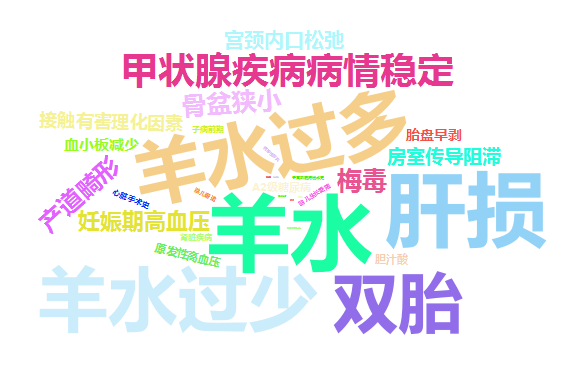 宫颈内口松弛
甲状腺疾病病情稳定
骨盆狭小
接触有害理化因素
羊水过多
子痫前期
胎盘早剥
血小板减少
房室传导阻滞
产道畸形
梅毒
心脏手术史
妊娠期高血压
羊水
肝损
肾脏疾病
原发性高血压
胆汁酸
羊水过少
双胎